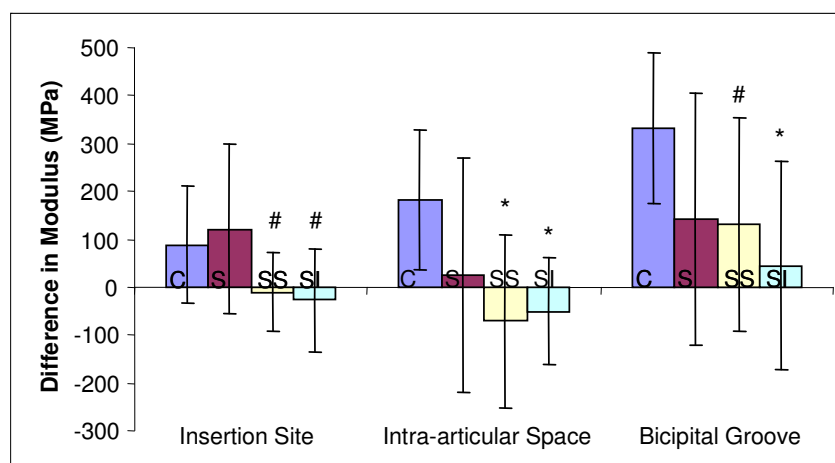 Difference in Modulus (MPa)
500
400
300
200
100
0
-100
-200
-300
# # * * # *
C S SS SI C S SS SI C S SS SI
Insertion Site Intra-articular Space Bicipital Groove